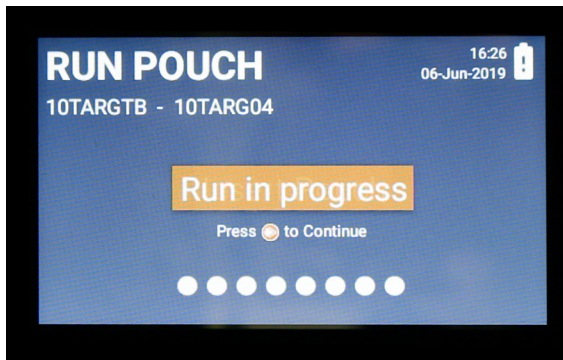 RUN POUCH
16:26
06-Jun-2019
10TARGTB - 10TARG04
Run in progress
Press to Continue